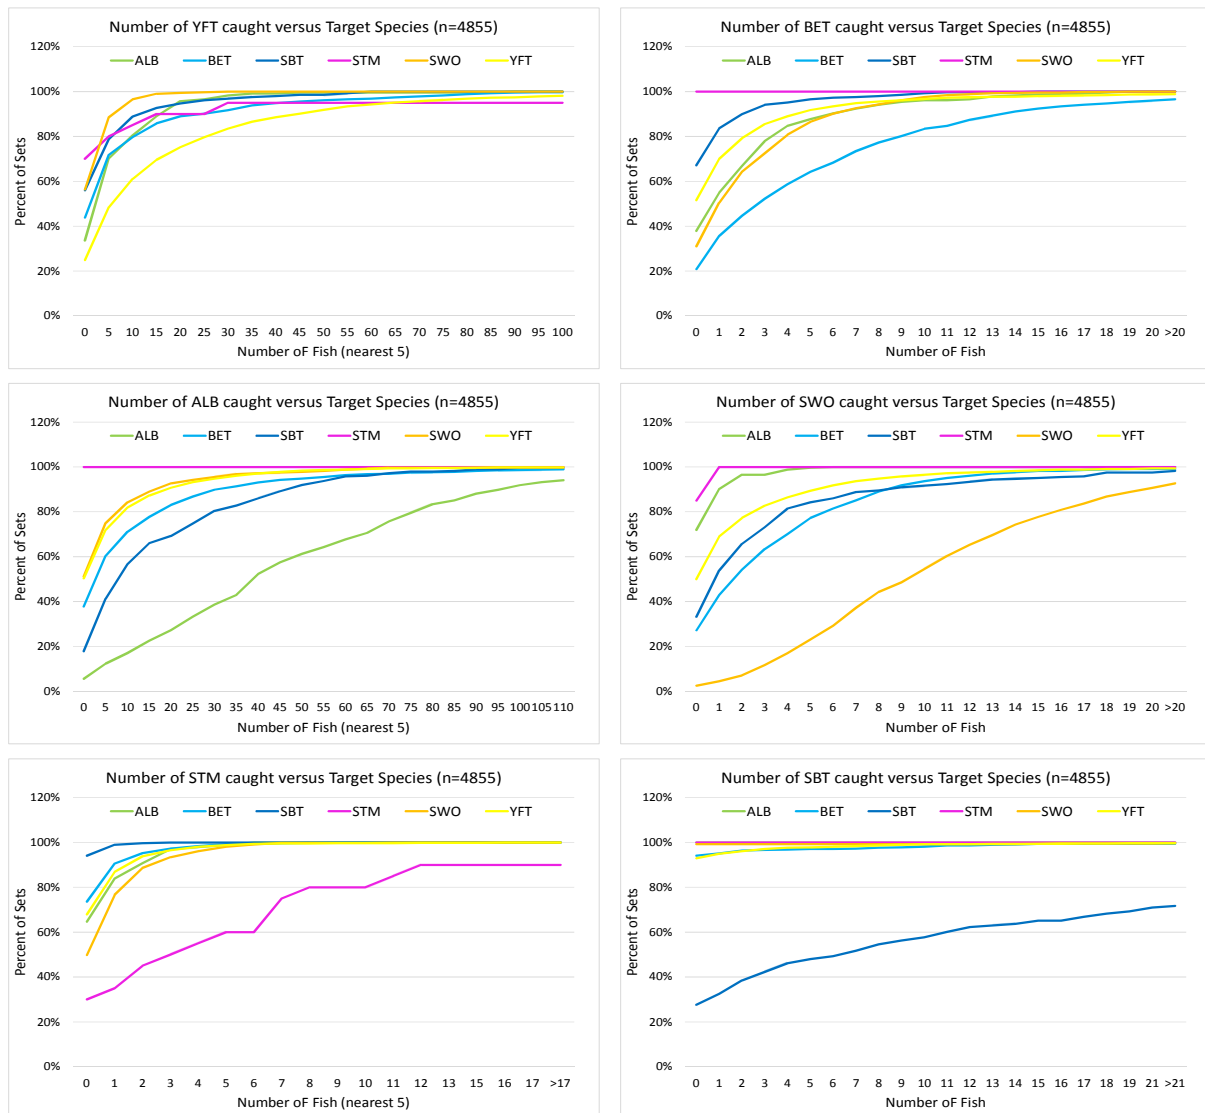 Number of YFT caught versus Target Species (n=4855)
120%
ALB BET SBT STM SWO YFT
100%
80%
60%
40%
20%
0%
Percent of Sets
0 5 10 15 20 25 30 35 40 45 50 55 60 65 70 75 80 85 90 95 100
Number oF Fish (nearest 5)
Number of BET caught versus Target Species (n=4855)
120%
ALB BET SBT STM SWO YFT
100%
80%
60%
40%
20%
0%
Percent of Sets
0 1 2 3 4 5 6 7 8 9 10 11 12 13 14 15 16 18 19 20 >20
Number oF Fish
Number of ALB caught versus Target Species (n=4855)
120%
ALB BET SBT STM SWO YFT
100%
80%
60%
40%
20%
0%
Percent of Sets
0 5 10 15 20 25 30 35 40 45 50 55 60 65 70 75 80 85 90 95 100 105 110
Number oF Fish (nearest 5)
Number of SWO caught versus Target Species (n=4855)
120%
ALB BET SBT STM SWO YFT
100%
80%
60%
40%
20%
0%
Percent of Sets
0 1 2 3 4 5 6 7 8 9 10 11 12 13 14 15 16 17 18 19 20 >20
Number oF Fish
Number of STM caught versus Target Species (n=4855)
120%
ALB BET SBT STM SWO YFT
100%
80%
60%
40%
20%
0%
Percent of Sets
0 1 2 3 4 5 6 7 8 9 10 11 12 13 15 16 17 >17
Number oF Fish (nearest 5)
Number of SBT caught versus Target Species (n=4855)
120%
ALB BET SBT STM SWO YFT
100%
80%
60%
40%
20%
0%
Percent of Sets
0 1 2 3 4 5 6 7 8 9 10 11 12 13 14 15 16 17 18 19 21 >21
Number oF Fish